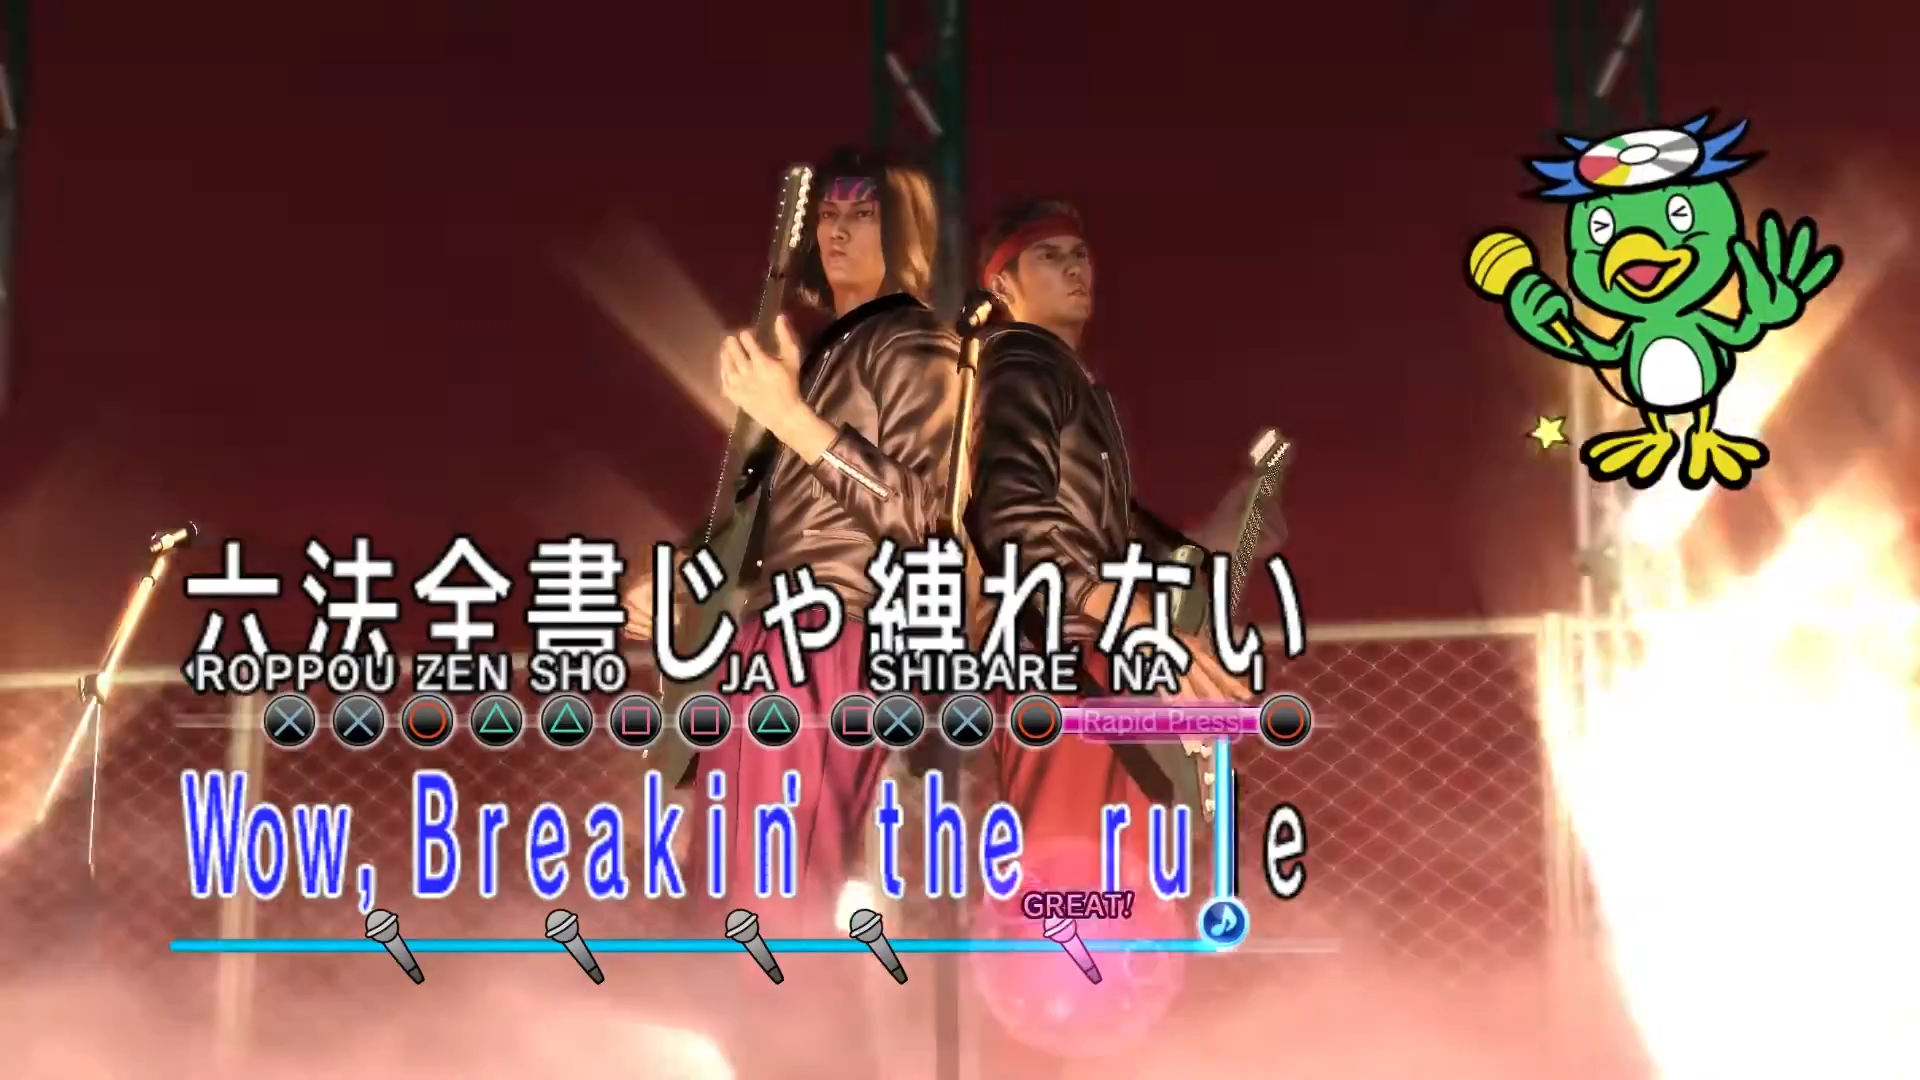 六法全書じゃ縛れない
ROPPOU ZEN SHO JA SHIBARE NA I
Rapid Press
Wow, Breakin' the rule
GREAT!